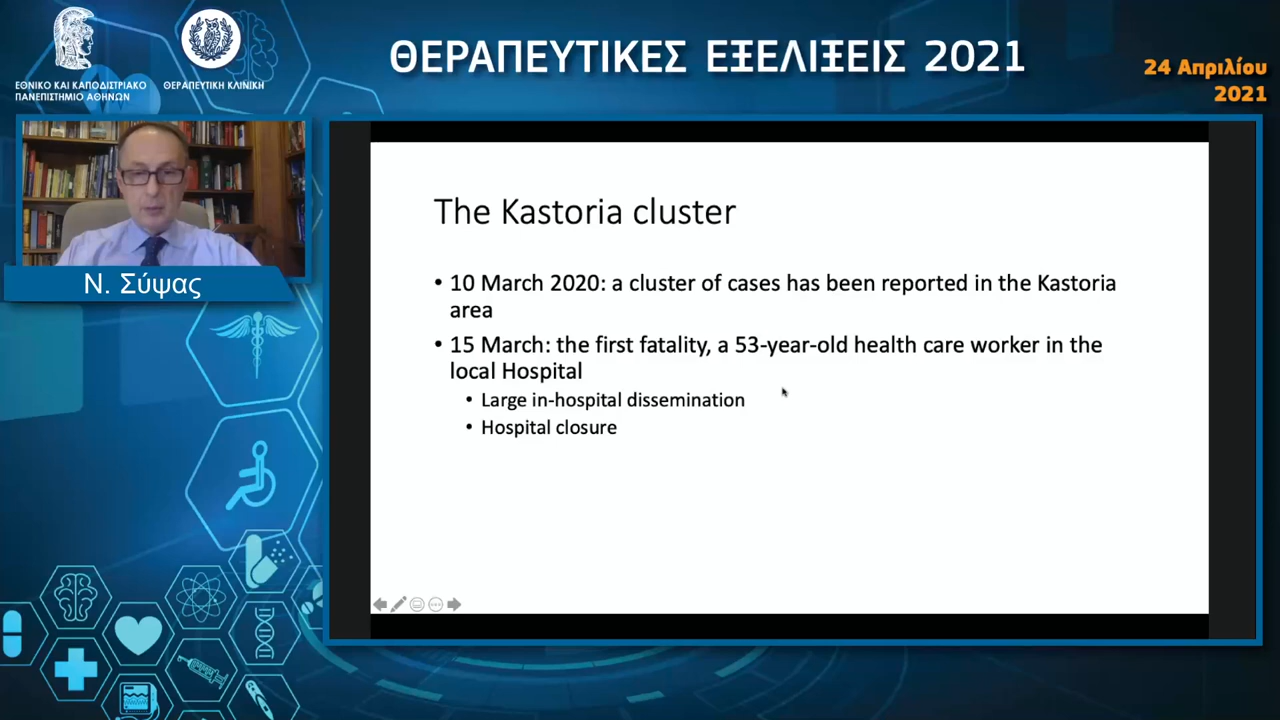 ΕΘΝΙΚΟ ΚΑΙ ΚΑΠΟΔΙΣΤΡΙΑΚΟ
ΠΑΝΕΠΙΣΤΗΜΙΟ ΑΘΗΝΩΝ
ΘΕΡΑΠΕΥΤΙΚΗ ΚΛΙΝΙΚΗ
ΘΕΡΑΠΕΥΤΙΚΕΣ ΕΞΕΛΙΞΕΙΣ 2021
24 Απριλίου
2021
Ν. Σύψας
The Kastoria cluster
• 10 March 2020: a cluster of cases has been reported in the Kastoria
area
• 15 March: the first fatality, a 53-year-old health care worker in the
local Hospital
• Large in-hospital dissemination
• Hospital closure